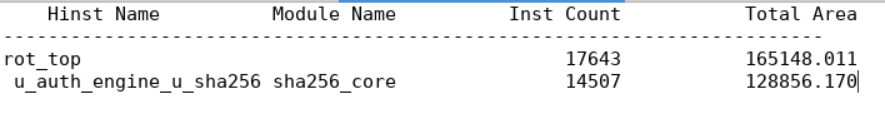 Hinst Name Module Name Inst Count Total Area
--------------------------------------------------------------------------
rot_top 17643 165148.011
u_auth_engine_u_sha256 sha256_core 14507 128856.170